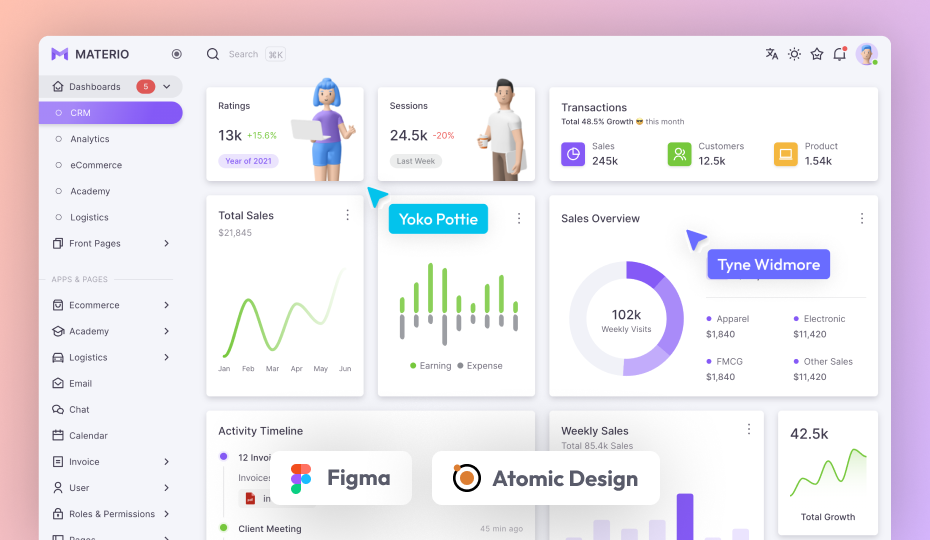 MATERIO
Search ⌘K
Dashboards 5
CRM
Analytics
eCommerce
Academy
Logistics
Front Pages
APPS & PAGES
Ecommerce
Academy
Logistics
Email
Chat
Calendar
Invoice
User
Roles & Permissions
Pages
Ratings
13k +15.6%
Year of 2021
Sessions
24.5k -20%
Last Week
Transactions
Total 48.5% Growth 😎 this month
Sales
245k
Customers
12.5k
Product
1.54k
Total Sales
$21,845
Jan Feb Mar Apr May Jun
Yoko Pottie
Earning Expense
Sales Overview
Tyne Widmore
102k
Weekly Visits
Apparel
$1,840
Electronic
$11,420
FMCG
$1,840
Other Sales
$11,420
Activity Timeline
12 Invoi
Invoices
in
Client Meeting
45 min ago
Weekly Sales
Total 85.4k Sales
42.5k
Total Growth
Figma
Atomic Design